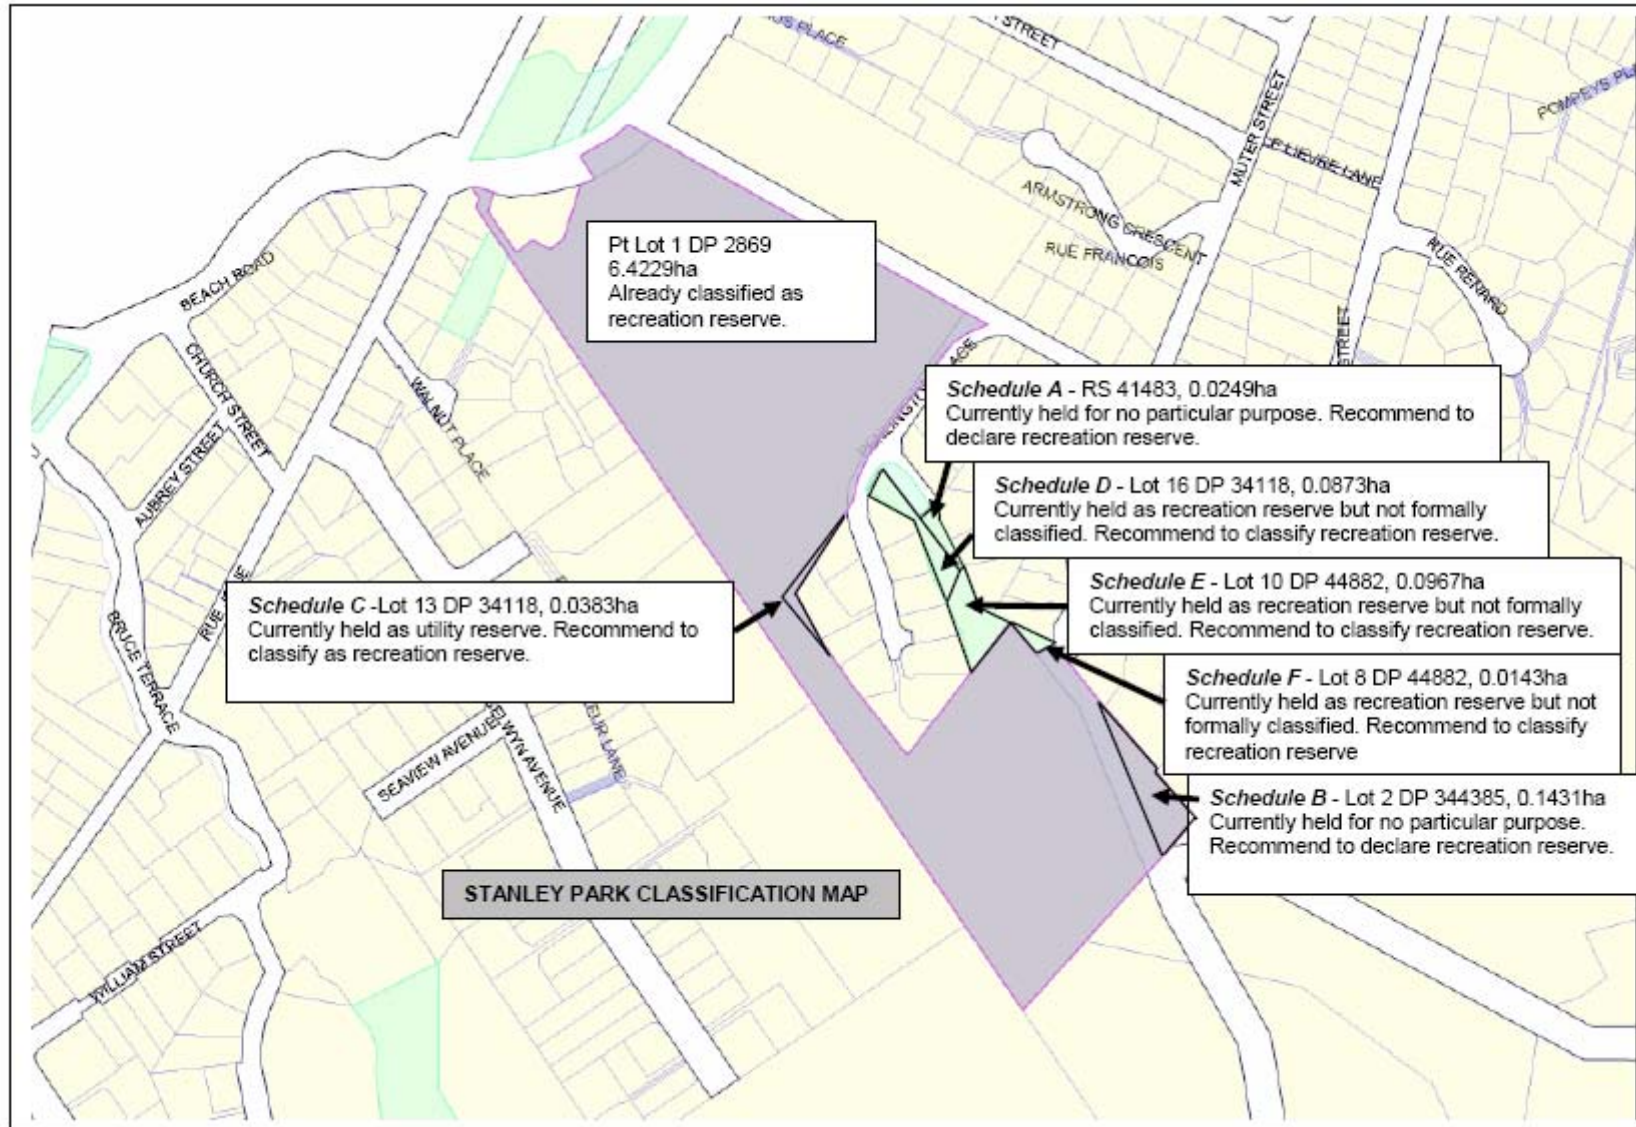 STREET
PLACE
MUTER STREET
POMPEYS
LIEVRE LANE
ARMSTRONG CRESCENT
RUE FRANCOIS
RUE RENARD
STREET
Pt Lot 1 DP 2869
6.4229ha
Already classified as
recreation reserve.
BEACH ROAD
CHURCH STREET
WALNUT PLACE
AUBREY STREET
Schedule A - RS 41483, 0.0249ha
Currently held for no particular purpose. Recommend to
declare recreation reserve.
Schedule D - Lot 16 DP 34118, 0.0873ha
Currently held as recreation reserve but not formally
classified. Recommend to classify recreation reserve.
Schedule E - Lot 10 DP 44882, 0.0967ha
Currently held as recreation reserve but not formally
classified. Recommend to classify recreation reserve.
Schedule C -Lot 13 DP 34118, 0.0383ha
Currently held as utility reserve. Recommend to
classify as recreation reserve.
RUE
BRUCE TERRACE
Schedule F - Lot 8 DP 44882, 0.0143ha
Currently held as recreation reserve but not
formally classified. Recommend to classify
recreation reserve
SEAVIEW AVENUE
AVENUE
LANE
Schedule B - Lot 2 DP 344385, 0.1431ha
Currently held for no particular purpose.
Recommend to declare recreation reserve.
STANLEY PARK CLASSIFICATION MAP
WILLIAM STREET